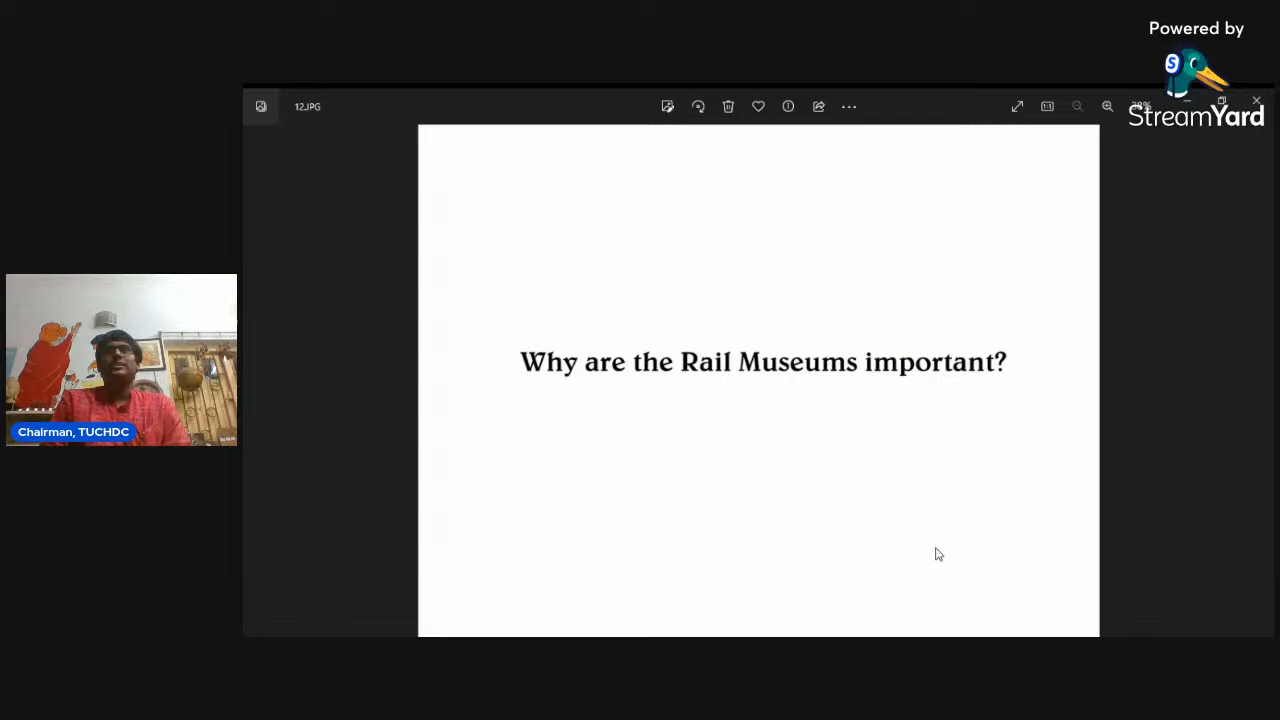 Powered by
StreamYard
12.JPG
Why are the Rail Museums important?
Chairman, TUCHDC